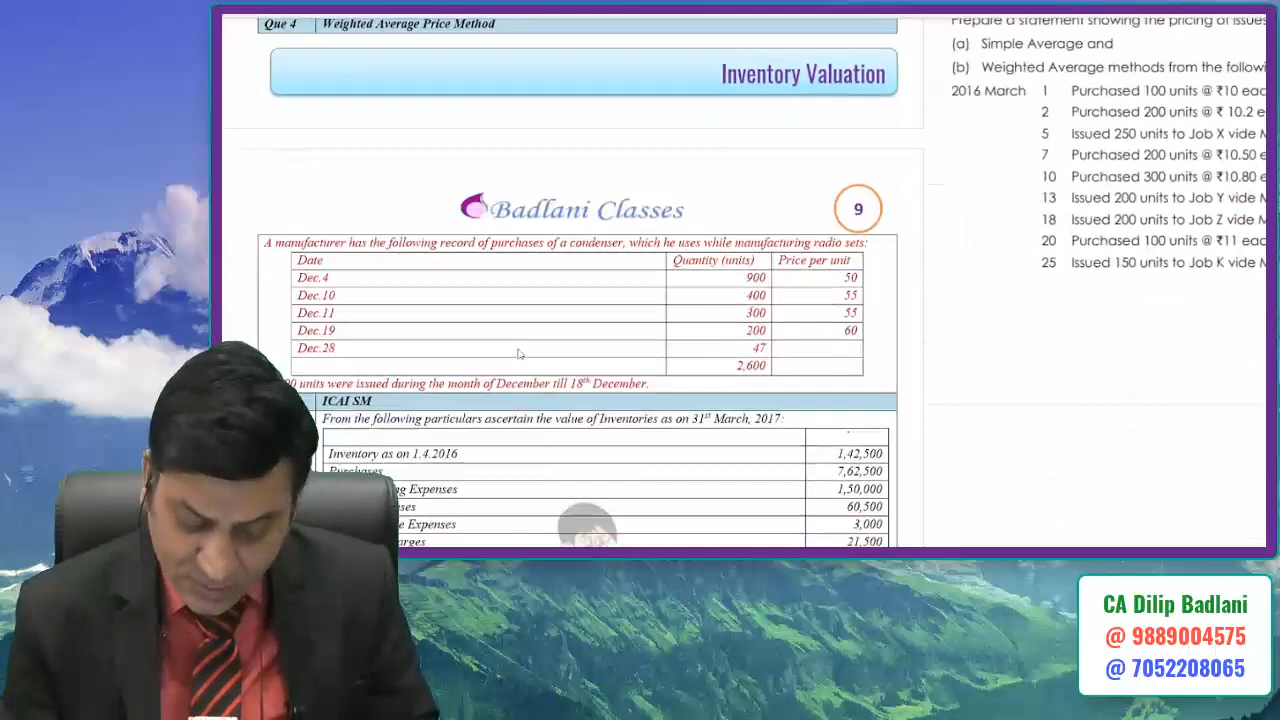 Que 4 Weighted Average Price Method
Inventory Valuation
Badlani Classes
9
A manufacturer has the following record of purchases of a condenser, which he uses while manufacturing radio sets:
Date Quantity (units) Price per unit
Dec.4 900 50
Dec.10 400 55
Dec.11 300 55
Dec.19 200 60
Dec.28 47
2,600
units were issued during the month of December till 18th December.
ICAI SM
From the following particulars ascertain the value of Inventories as on 31st March, 2017:
Inventory as on 1.4.2016 1,42,500
Purchases 7,62,500
Expenses 1,50,000
60,500
Expenses 3,000
21,500
Prepare a statement showing the pricing of issues
(a) Simple Average and
(b) Weighted Average methods from the
2016 March 1 Purchased 100 units @ ₹10
2 Purchased 200 units @ ₹ 10.2
5 Issued 250 units to Job X vide
7 Purchased 200 units @ ₹10.50
10 Purchased 300 units @ ₹10.80
13 Issued 200 units to Job Y vide
18 Issued 200 units to Job Z vide
20 Purchased 100 units @ ₹11
25 Issued 150 units to Job K vide
CA Dilip Badlani
@ 9889004575
@ 7052208065